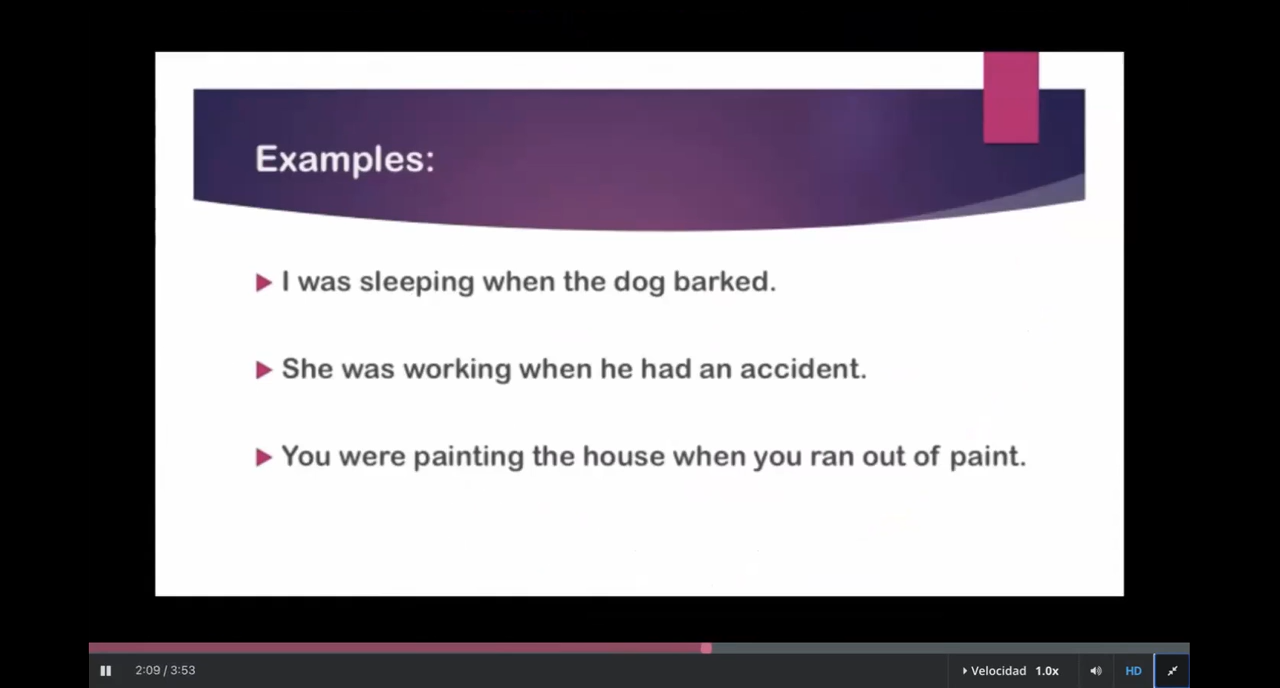 Examples:
I was sleeping when the dog barked.
She was working when he had an accident.
You were painting the house when you ran out of paint.
2:09 / 3:53
Velocidad 1.0x
HD